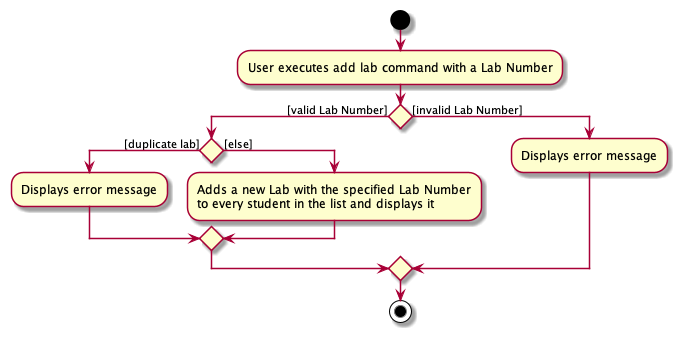 User executes add lab command with a Lab Number
[valid Lab Number]
[invalid Lab Number]
[duplicate lab]
[else]
Displays error message
Displays error message
Adds a new Lab with the specified Lab Number
to every student in the list and displays it